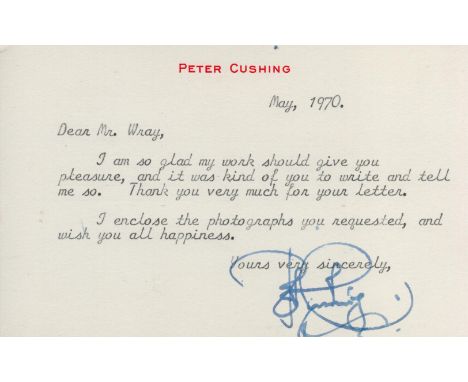 PETER CUSHING
May, 1970.
Dear Mr. Wray,
I am so glad my work should give you
pleasure, and it was kind of you to write and tell
me so. Thank you very much for your letter.
I enclose the photographs you requested, and
wish you all happiness.
Yours very sincerely,
Peter Cushing